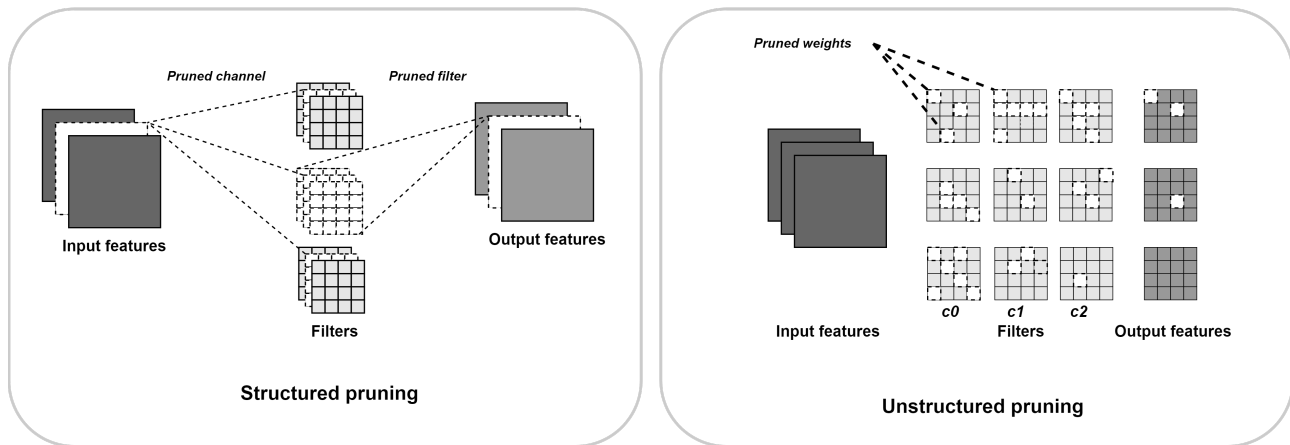 Pruned channel
Pruned filter
Input features
Output features
Filters
Structured pruning
Pruned weights
c0
c1
c2
Input features
Filters
Output features
Unstructured pruning